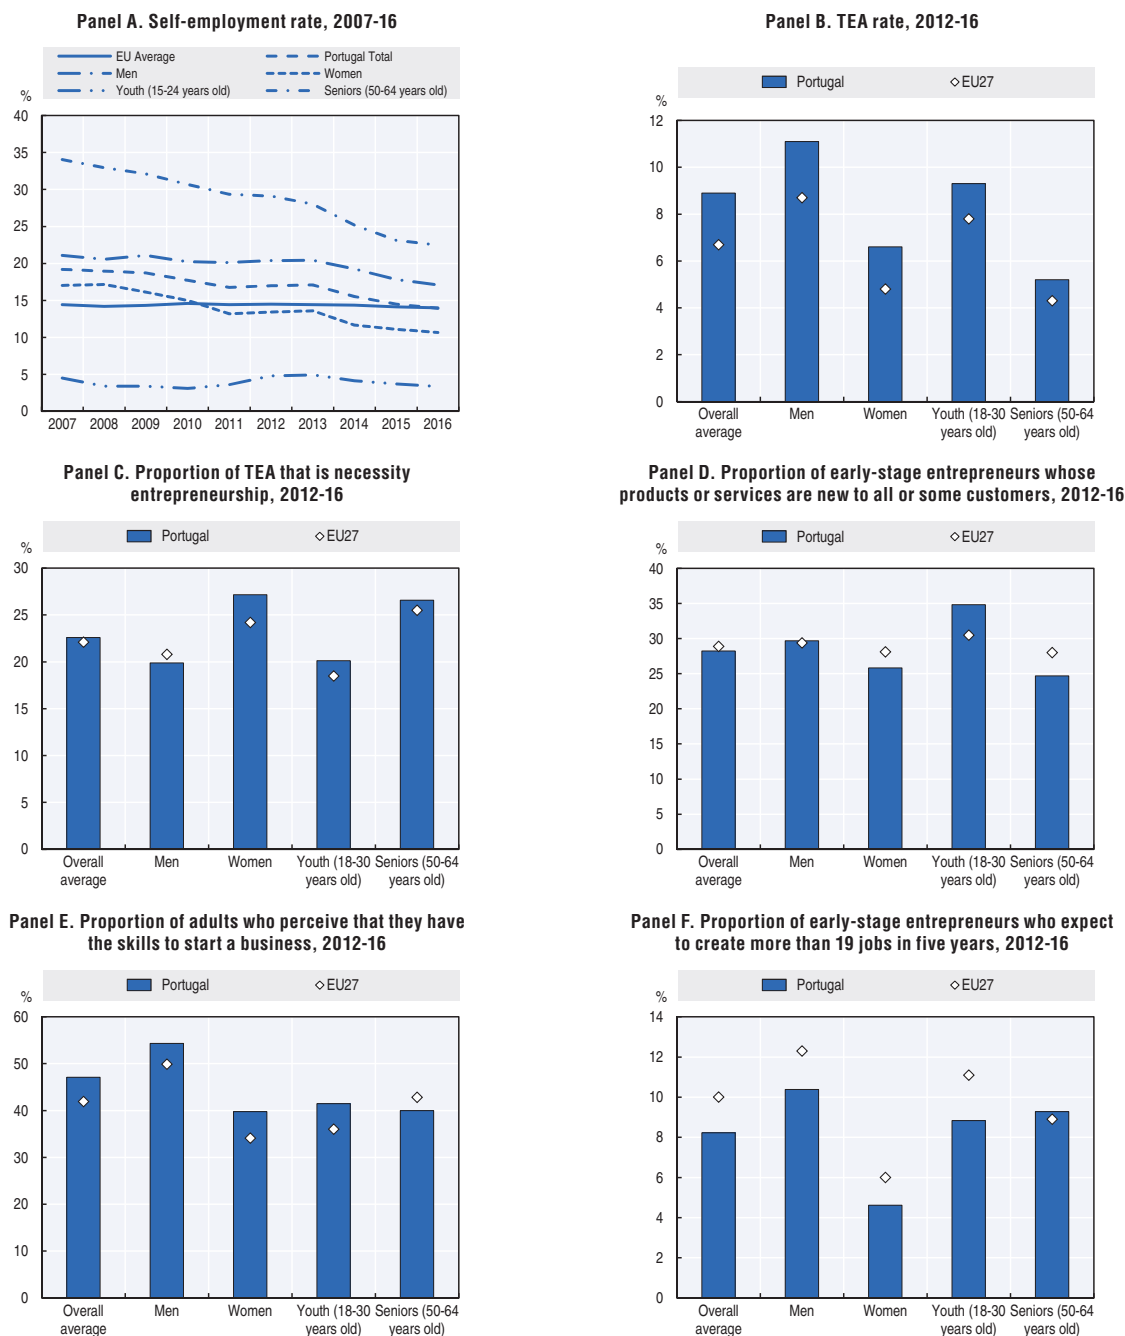 Panel A. Self-employment rate, 2007-16
EU Average
Portugal Total
Men
Women
Youth (15-24 years old)
Seniors (50-64 years old)
%
40
35
30
25
20
15
10
5
0
2007 2008 2009 2010 2011 2012 2013 2014 2015 2016
Panel B. TEA rate, 2012-16
Portugal
EU27
%
12
10
8
6
4
2
0
Overall average
Men
Women
Youth (18-30 years old)
Seniors (50-64 years old)
Panel C. Proportion of TEA that is necessity
entrepreneurship, 2012-16
Portugal
EU27
%
30
25
20
15
10
5
0
Overall average
Men
Women
Youth (18-30 years old)
Seniors (50-64 years old)
Panel D. Proportion of early-stage entrepreneurs whose
products or services are new to all or some customers, 2012-16
Portugal
EU27
%
40
35
30
25
20
15
10
5
0
Overall average
Men
Women
Youth (18-30 years old)
Seniors (50-64 years old)
Panel E. Proportion of adults who perceive that they have
the skills to start a business, 2012-16
Portugal
EU27
%
60
50
40
30
20
10
0
Overall average
Men
Women
Youth (18-30 years old)
Seniors (50-64 years old)
Panel F. Proportion of early-stage entrepreneurs who expect
to create more than 19 jobs in five years, 2012-16
Portugal
EU27
%
14
12
10
8
6
4
2
0
Overall average
Men
Women
Youth (18-30 years old)
Seniors (50-64 years old)